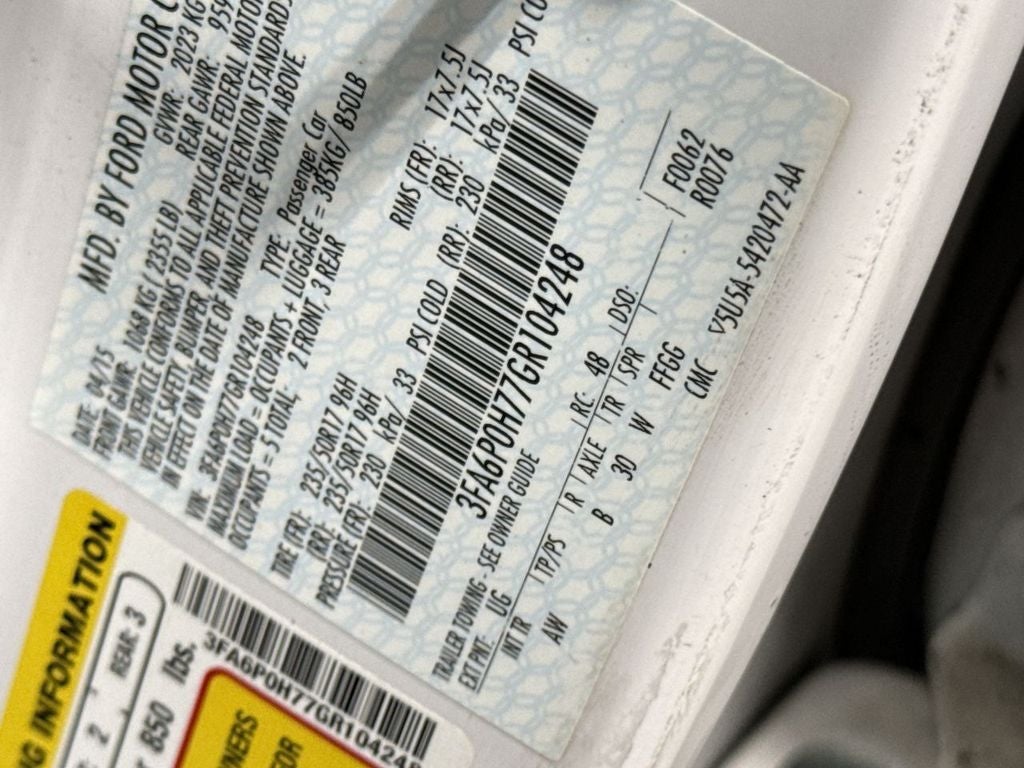 MFD. BY FORD MOTOR
DATE: 04/15 GVWR: 2023 KG
FRONT GAWR: 1068 KG 2355 LB) REAR GAWR: 959
THIS VEHICLE CONFORMS TO ALL APPLICABLE FEDERAL MOTOR
VEHICLE SAFETY, BUMPER, AND THEFT PREVENTION STANDARDS
IN EFFECT ON THE DATE OF MANUFACTURE SHOWN ABOVE.
VIN: 3FA6P0H77GR104248 TYPE: Passenger Car
MAXIMUM LOAD = OCCUPANTS + LUGGAGE = 385KG / 850LB
OCCUPANTS = 5 TOTAL, 2 FRONT, 3 REAR
TIRE (FR): 235/50R17 96H RIMS (FR): 17X7.5J
(RR): 235/50R17 96H (RR): 17X7.5J
PRESSURE (FR): 230 kPa/ 33 PSI COLD (RR): 230 kPa/ 33 PSI CO
3FA6P0H77GR104248
TRAILER TOWING - SEE OWNER GUIDE
EXT PNT: UG RC: 48 DSO: F0062
INT TR TP/PS R AXLE TR SPR R0076
AW B 30 W FFGG
CMC V5U5A-5420472-AA
INFORMATION
2 REAR: 3
850 lbs.
3FA6P0H77GR104248
FOR